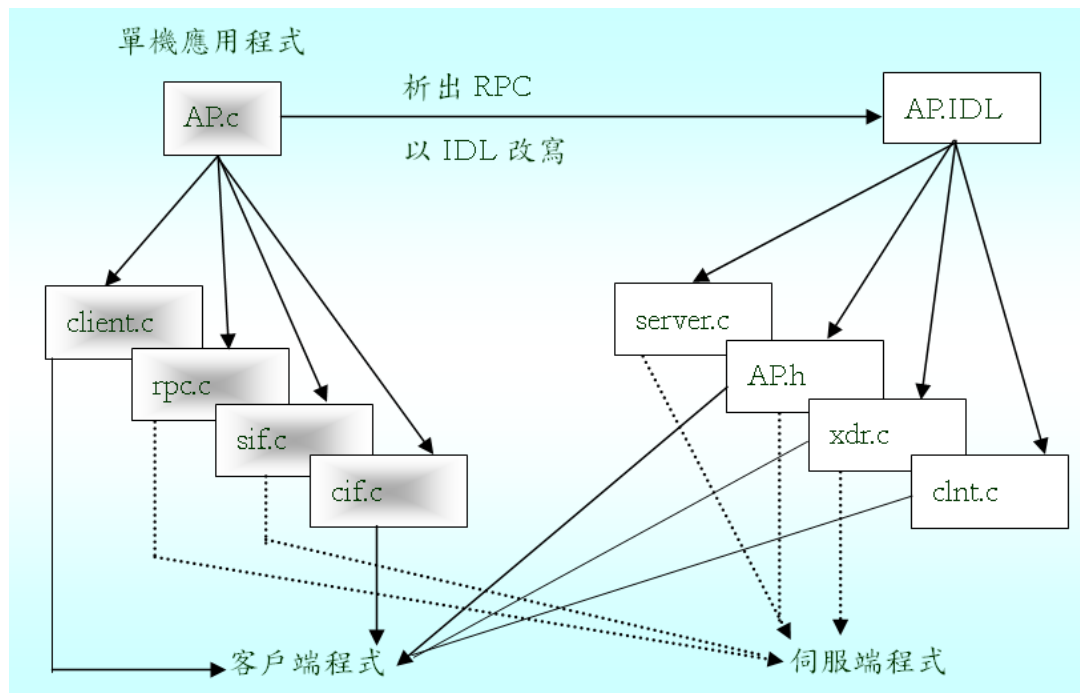 單機應用程式
AP.c
析出 RPC
以 IDL 改寫
AP.IDL
client.c
rpc.c
sif.c
cif.c
server.c
AP.h
xdr.c
clnt.c
客戶端程式
伺服端程式